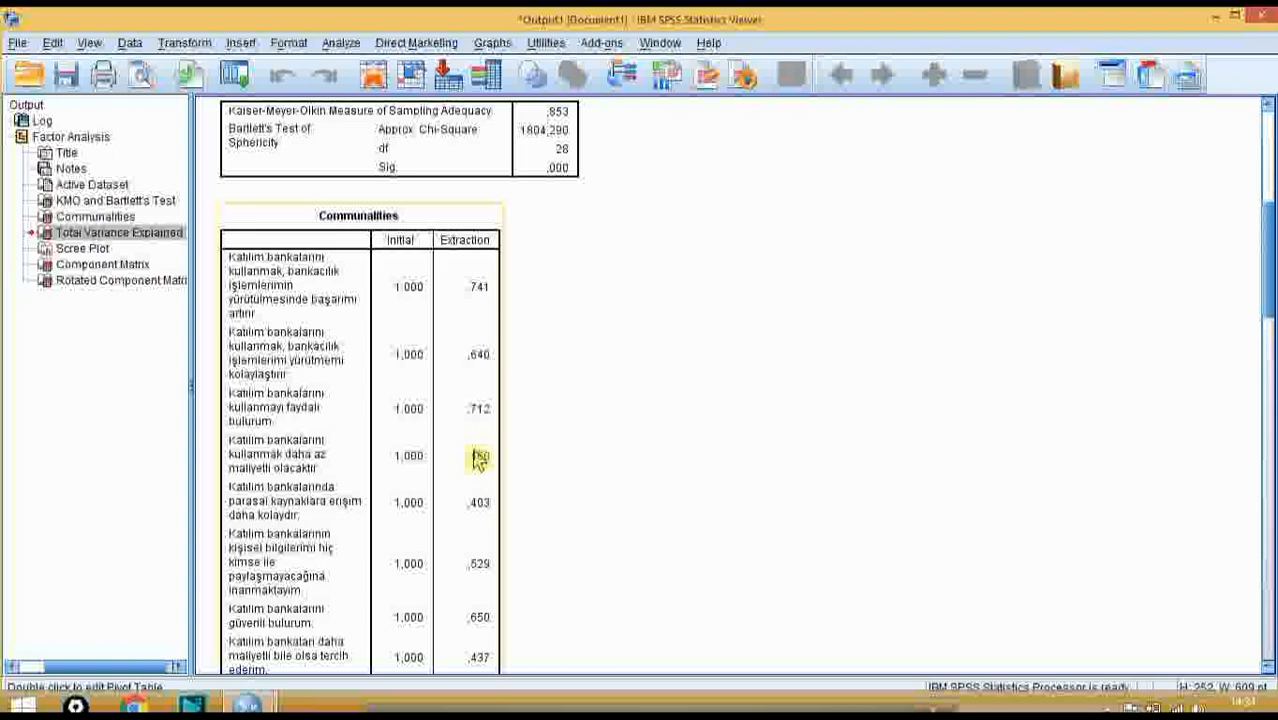 *Output1 [Document1] - IBM SPSS Statistics Viewer
File Edit View Data Transform Insert Format Analyze Direct Marketing Graphs Utilities Add-ons Window Help
Output
Log
Factor Analysis
Title
Notes
Active Dataset
KMO and Bartlett's Test
Communalities
Total Variance Explained
Scree Plot
Component Matrix
Rotated Component Matri
Kaiser-Meyer-Olkin Measure of Sampling Adequacy. ,853
Bartlett's Test of Approx. Chi-Square 1804,290
Sphericity
df 28
Sig. ,000
Communalities
Initial Extraction
Katılım bankalarını
kullanmak, bankacılık
işlemlerimin 1,000 ,741
yürütülmesinde başarımı
artırır
Katılım bankalarını
kullanmak, bankacılık
işlemlerimi yürütmemi 1,000 ,640
kolaylaştırır
Katılım bankalarını
kullanmayı faydalı 1,000 ,712
bulurum.
Katılım bankalarını
kullanmak daha az 1,000
maliyetli olacaktır
Katılım bankalarında
parasal kaynaklara erişim 1,000 ,403
daha kolaydır.
Katılım bankalarının
kişisel bilgilerimi hiç
kimse ile 1,000 ,529
paylaşmayacağına
inanmaktayım
Katılım bankalarını
güvenli bulurum. 1,000 ,650
Katılım bankaları daha
maliyetli bile olsa tercih 1,000 ,437
ederim.
Double click to edit Pivot Table
IBM SPSS Statistics Processor is ready
H: 252, W: 609 pt.